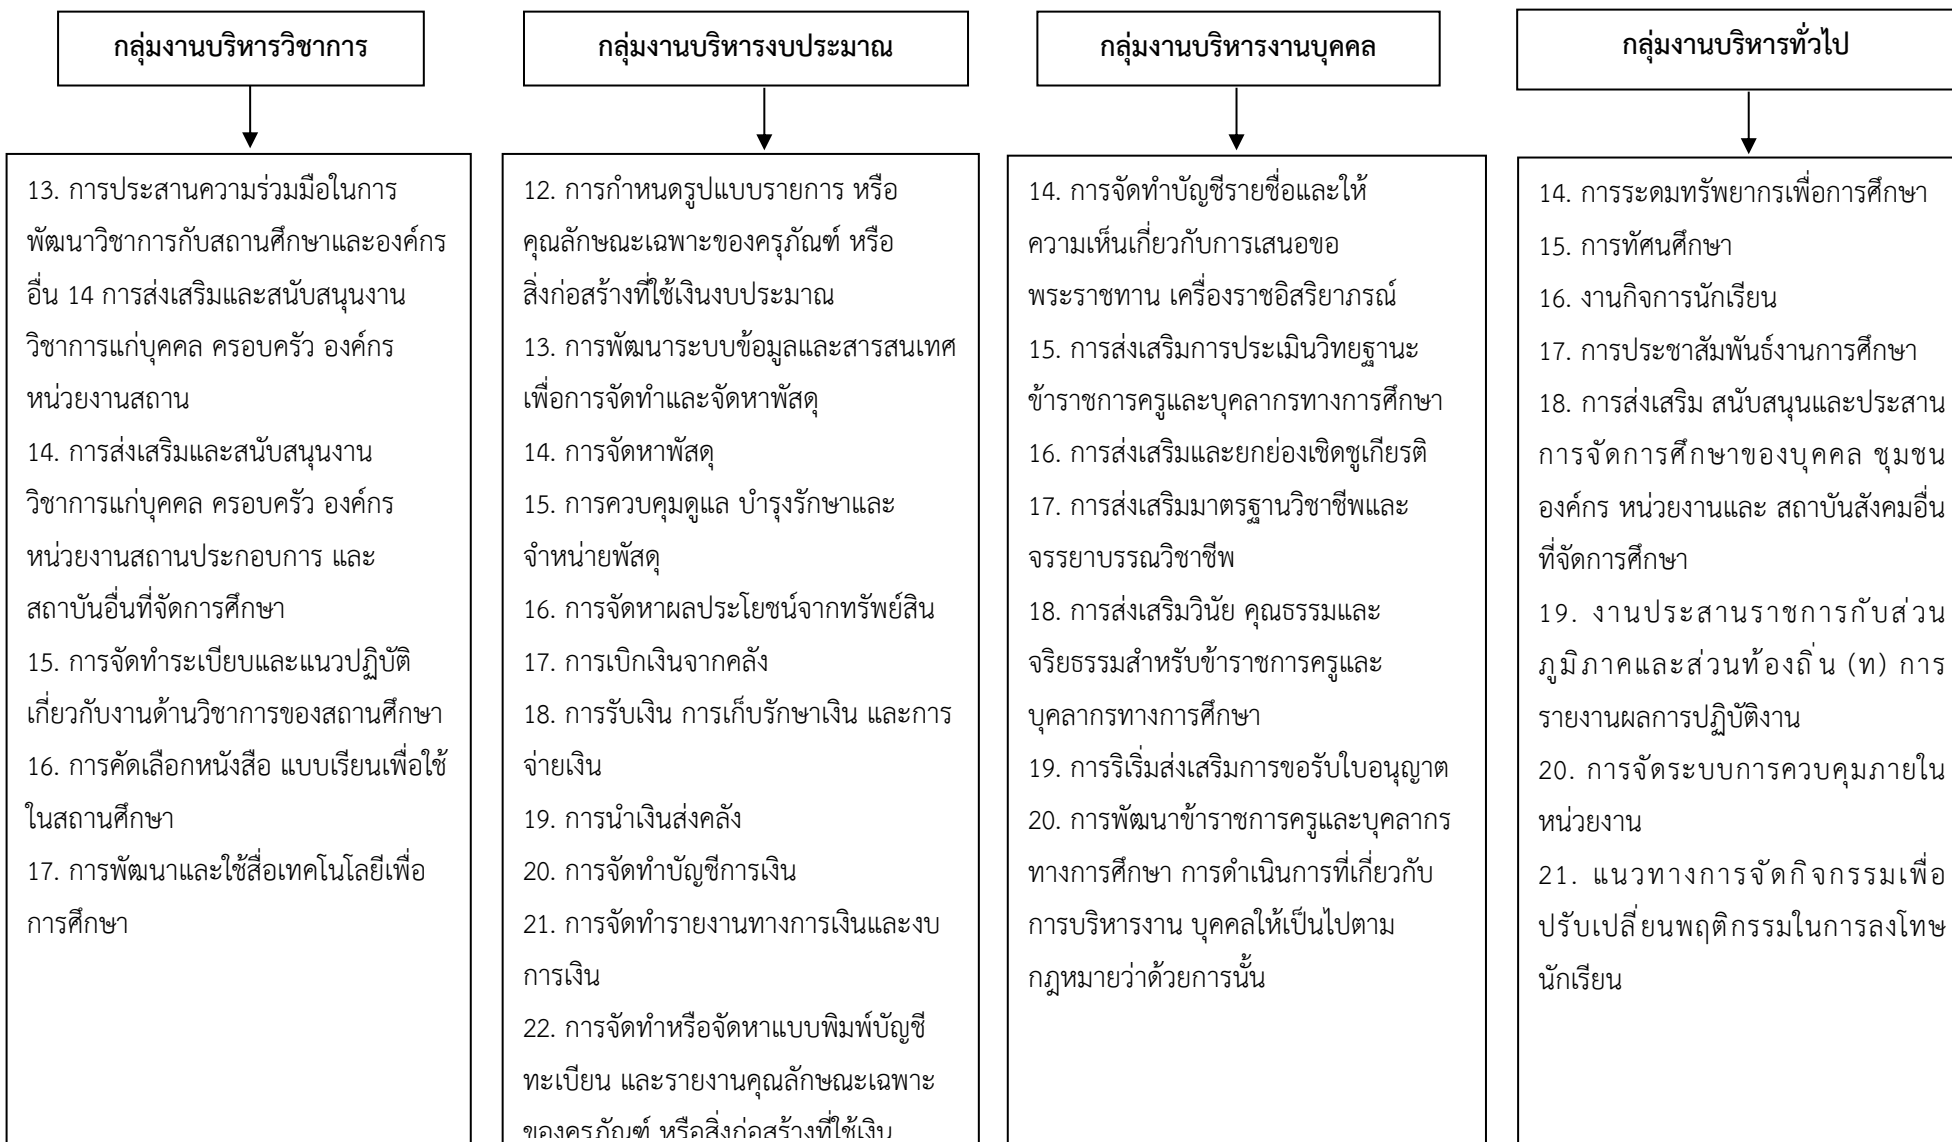 กลุ่มงานบริหารวิชาการ
13. การประสานความร่วมมือในการ
พัฒนาวิชาการกับสถานศึกษาและองค์กร
อื่น 14 การส่งเสริมและสนับสนุนงาน
วิชาการแก่บุคคล ครอบครัว องค์กร
หน่วยงานสถาน
14. การส่งเสริมและสนับสนุนงาน
วิชาการแก่บุคคล ครอบครัว องค์กร
หน่วยงานสถานประกอบการ และ
สถาบันอื่นที่จัดการศึกษา
15. การจัดทำระเบียบและแนวปฏิบัติ
เกี่ยวกับงานด้านวิชาการของสถานศึกษา
16. การคัดเลือกหนังสือ แบบเรียนเพื่อใช้
ในสถานศึกษา
17. การพัฒนาและใช้สื่อเทคโนโลยีเพื่อ
การศึกษา
กลุ่มงานบริหารงบประมาณ
12. การกำหนดรูปแบบรายการ หรือ
คุณลักษณะเฉพาะของครุภัณฑ์ หรือ
สิ่งก่อสร้างที่ใช้เงินงบประมาณ
13. การพัฒนาระบบข้อมูลและสารสนเทศ
เพื่อการจัดทำและจัดหาพัสดุ
14. การจัดหาพัสดุ
15. การควบคุมดูแล บำรุงรักษาและ
จำหน่ายพัสดุ
16. การจัดหาผลประโยชน์จากทรัพย์สิน
17. การเบิกเงินจากคลัง
18. การรับเงิน การเก็บรักษาเงิน และการ
จ่ายเงิน
19. การนำเงินส่งคลัง
20. การจัดทำบัญชีการเงิน
21. การจัดทำรายงานทางการเงินและงบ
การเงิน
22. การจัดทำหรือจัดหาแบบพิมพ์บัญชี
ทะเบียน และรายงานคุณลักษณะเฉพาะ
ของครุภัณฑ์ หรือสิ่งก่อสร้างที่ใช้เงิน
กลุ่มงานบริหารงานบุคคล
14. การจัดทำบัญชีรายชื่อและให้
ความเห็นเกี่ยวกับการเสนอขอ
พระราชทาน เครื่องราชอิสริยาภรณ์
15. การส่งเสริมการประเมินวิทยฐานะ
ข้าราชการครูและบุคลากรทางการศึกษา
16. การส่งเสริมและยกย่องเชิดชูเกียรติ
17. การส่งเสริมมาตรฐานวิชาชีพและ
จรรยาบรรณวิชาชีพ
18. การส่งเสริมวินัย คุณธรรมและ
จริยธรรมสำหรับข้าราชการครูและ
บุคลากรทางการศึกษา
19. การริเริ่มส่งเสริมการขอรับใบอนุญาต
20. การพัฒนาข้าราชการครูและบุคลากร
ทางการศึกษา การดำเนินการที่เกี่ยวกับ
การบริหารงาน บุคคลให้เป็นไปตาม
กฎหมายว่าด้วยการนั้น
กลุ่มงานบริหารทั่วไป
14. การระดมทรัพยากรเพื่อการศึกษา
15. การทัศนศึกษา
16. งานกิจการนักเรียน
17. การประชาสัมพันธ์งานการศึกษา
18. การส่งเสริม สนับสนุนและประสาน
การจัดการศึกษาของบุคคล ชุมชน
องค์กร หน่วยงานและ สถาบันสังคมอื่น
ที่จัดการศึกษา
19. งานประสานราชการกับส่วน
ภูมิภาคและส่วนท้องถิ่น (ท) การ
รายงานผลการปฏิบัติงาน
20. การจัดระบบการควบคุมภายใน
หน่วยงาน
21. แนวทางการจัดกิจกรรมเพื่อ
ปรับเปลี่ยนพฤติกรรมในการลงโทษ
นักเรียน